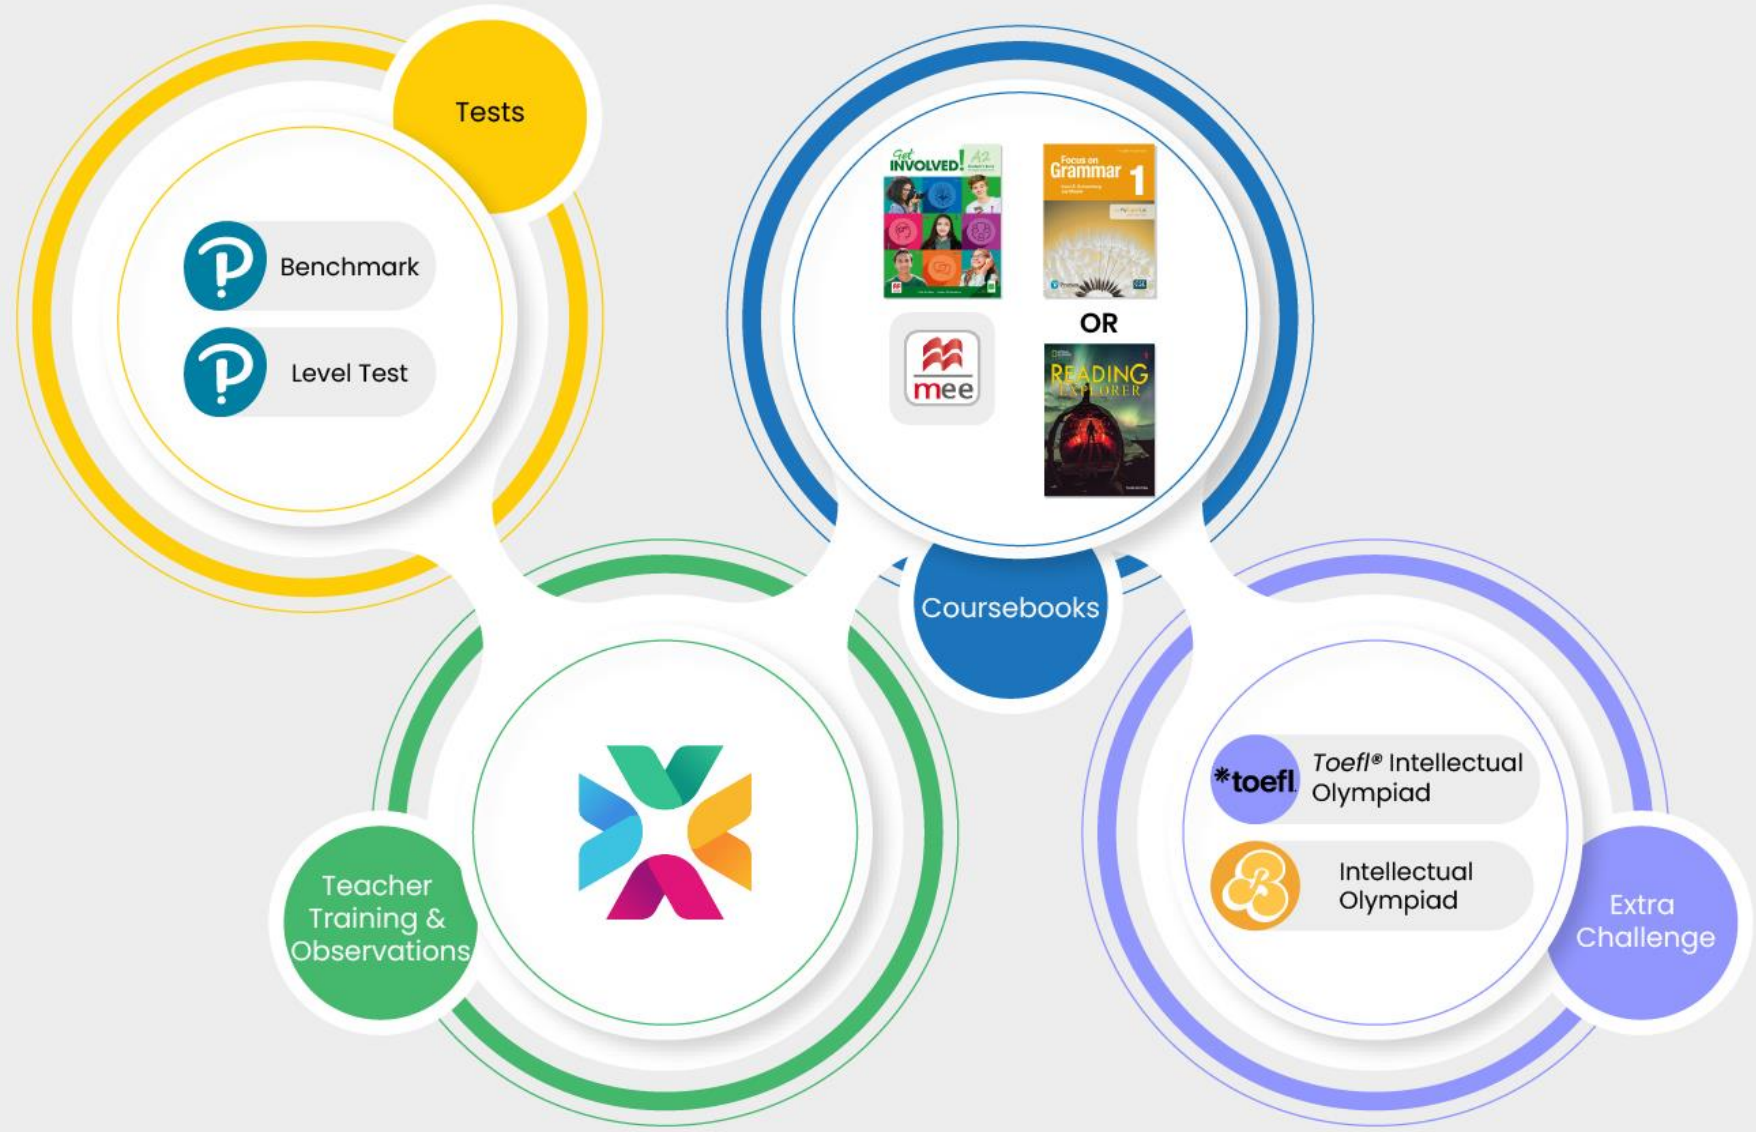 Tests
Benchmark
Level Test
Get
INVOLVED!
A2
Focus on
Grammar 1
OR
mee
READING
EXPLORER
Coursebooks
Teacher
Training &
Observations
*toefl.
Toefl® Intellectual
Olympiad
Intellectual
Olympiad
Extra
Challenge